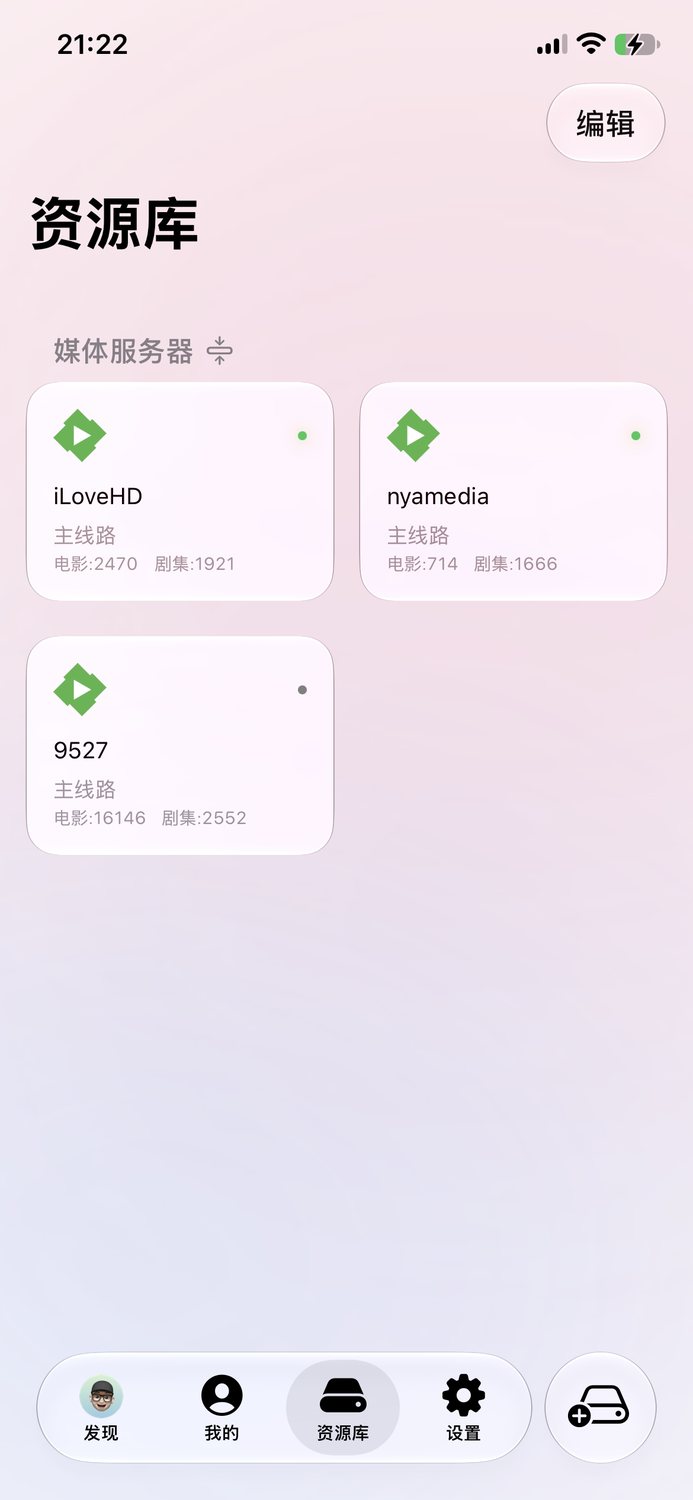 21:22
编辑
资源库
媒体服务器
iLoveHD
主线路
电影:2470 剧集:1921
nyamedia
主线路
电影:714 剧集:1666
9527
主线路
电影:16146 剧集:2552
发现
我的
资源库
设置